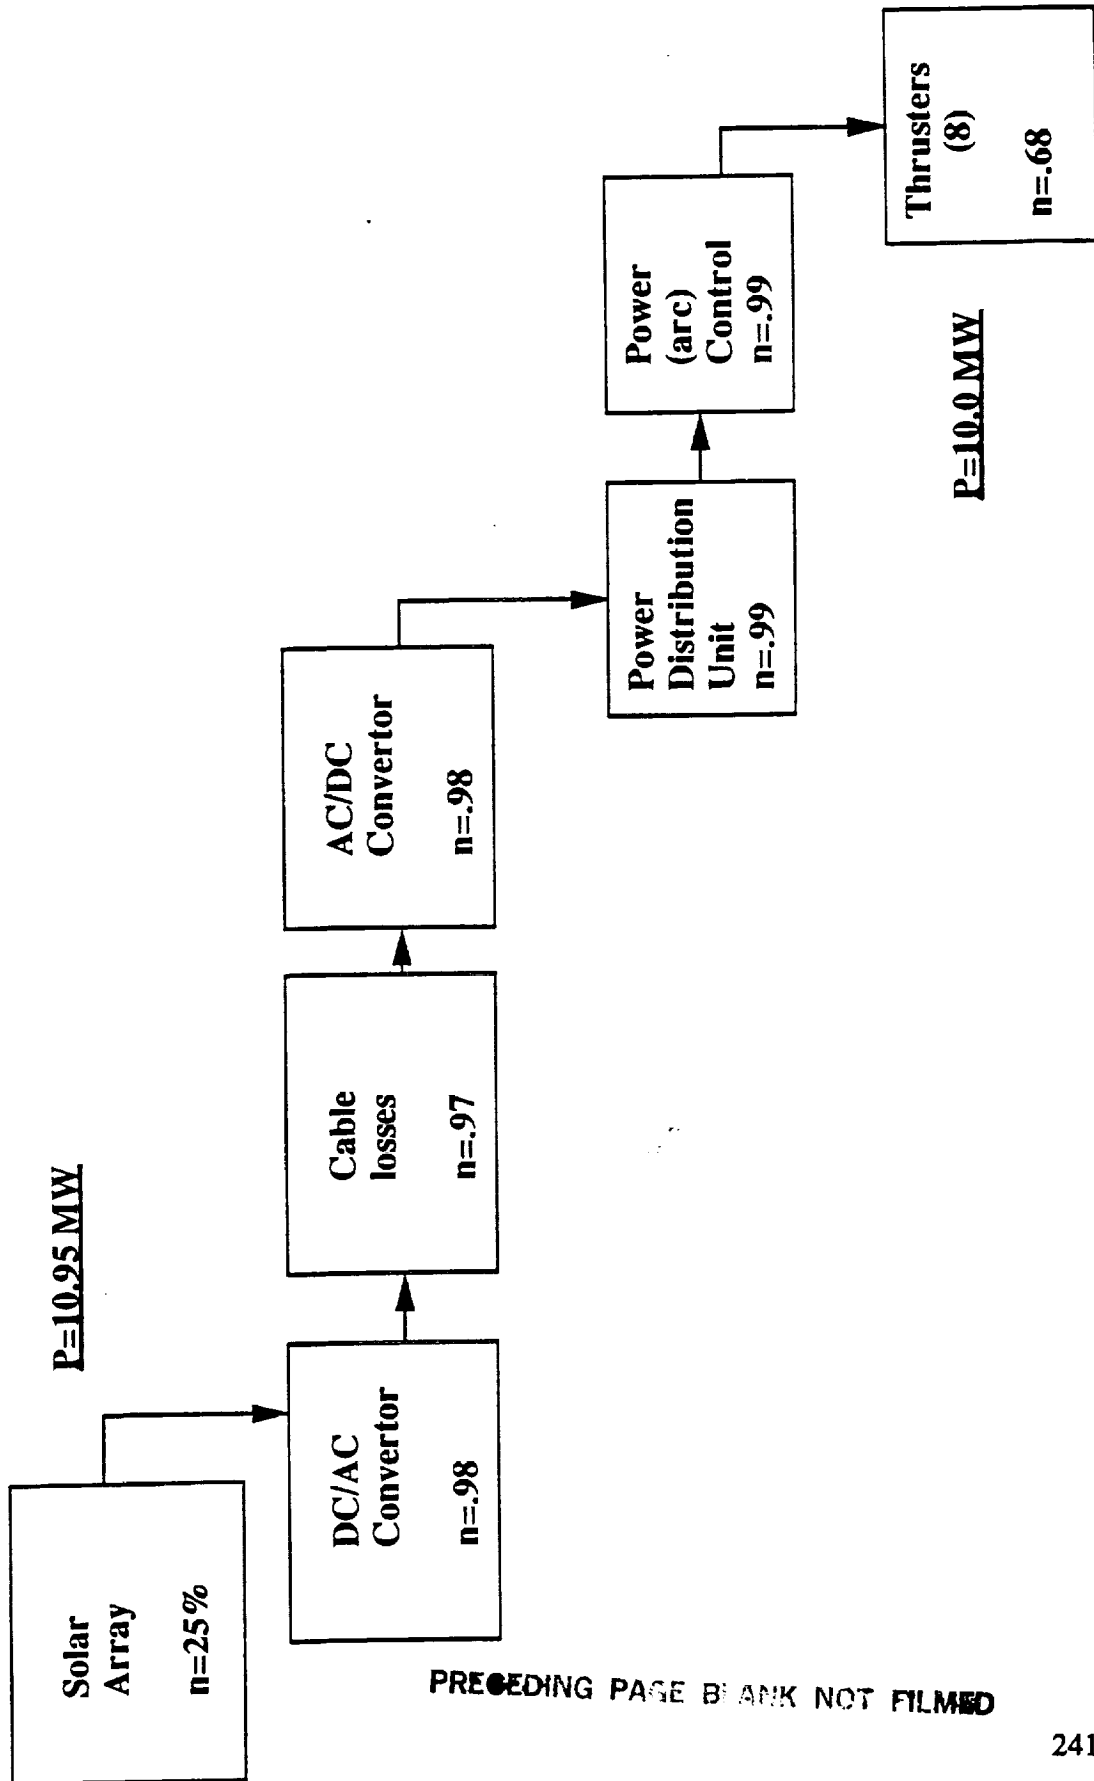 Solar
Array
n=25%
P=10.95 MW
DC/AC
Convertor
n=.98
Cable
losses
n=.97
AC/DC
Convertor
n=.98
Power
Distribution
Unit
n=.99
Power
(arc)
Control
n=.99
Thrusters
(8)
n=.68
P=10.0 MW
PRECEDING PAGE BLANK NOT FILMED
241